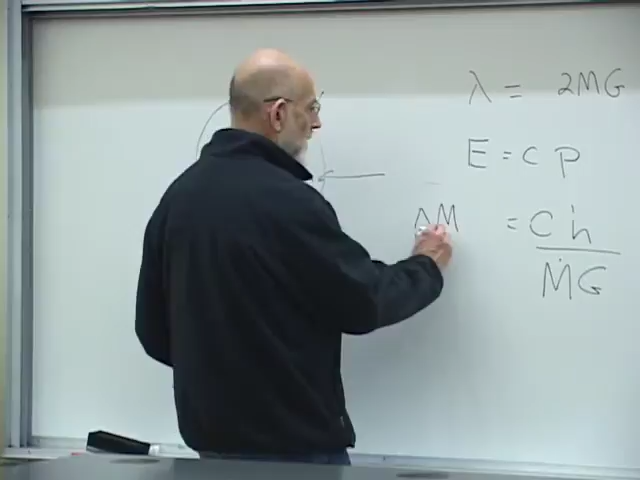 λ = 2MG
E = c p
ΔM = c h / MG